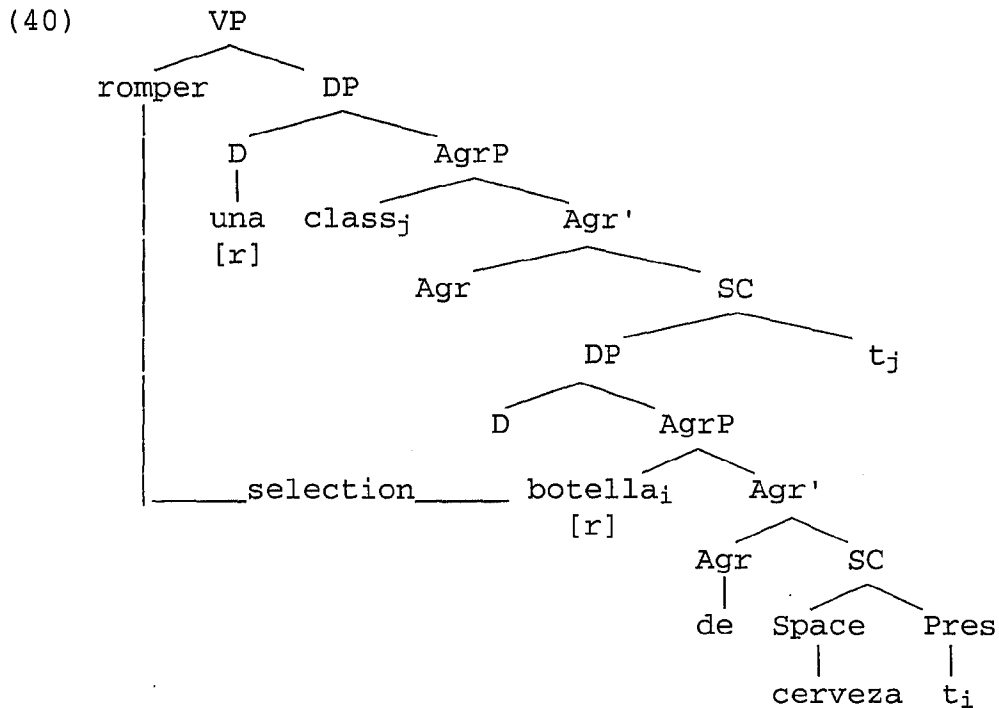 (40) VP
romper DP
D AgrP
una class_j Agr'
[r]
Agr SC
DP t_j
D AgrP
selection botella_i Agr'
[r]
Agr SC
de Space Pres
cerveza t_i